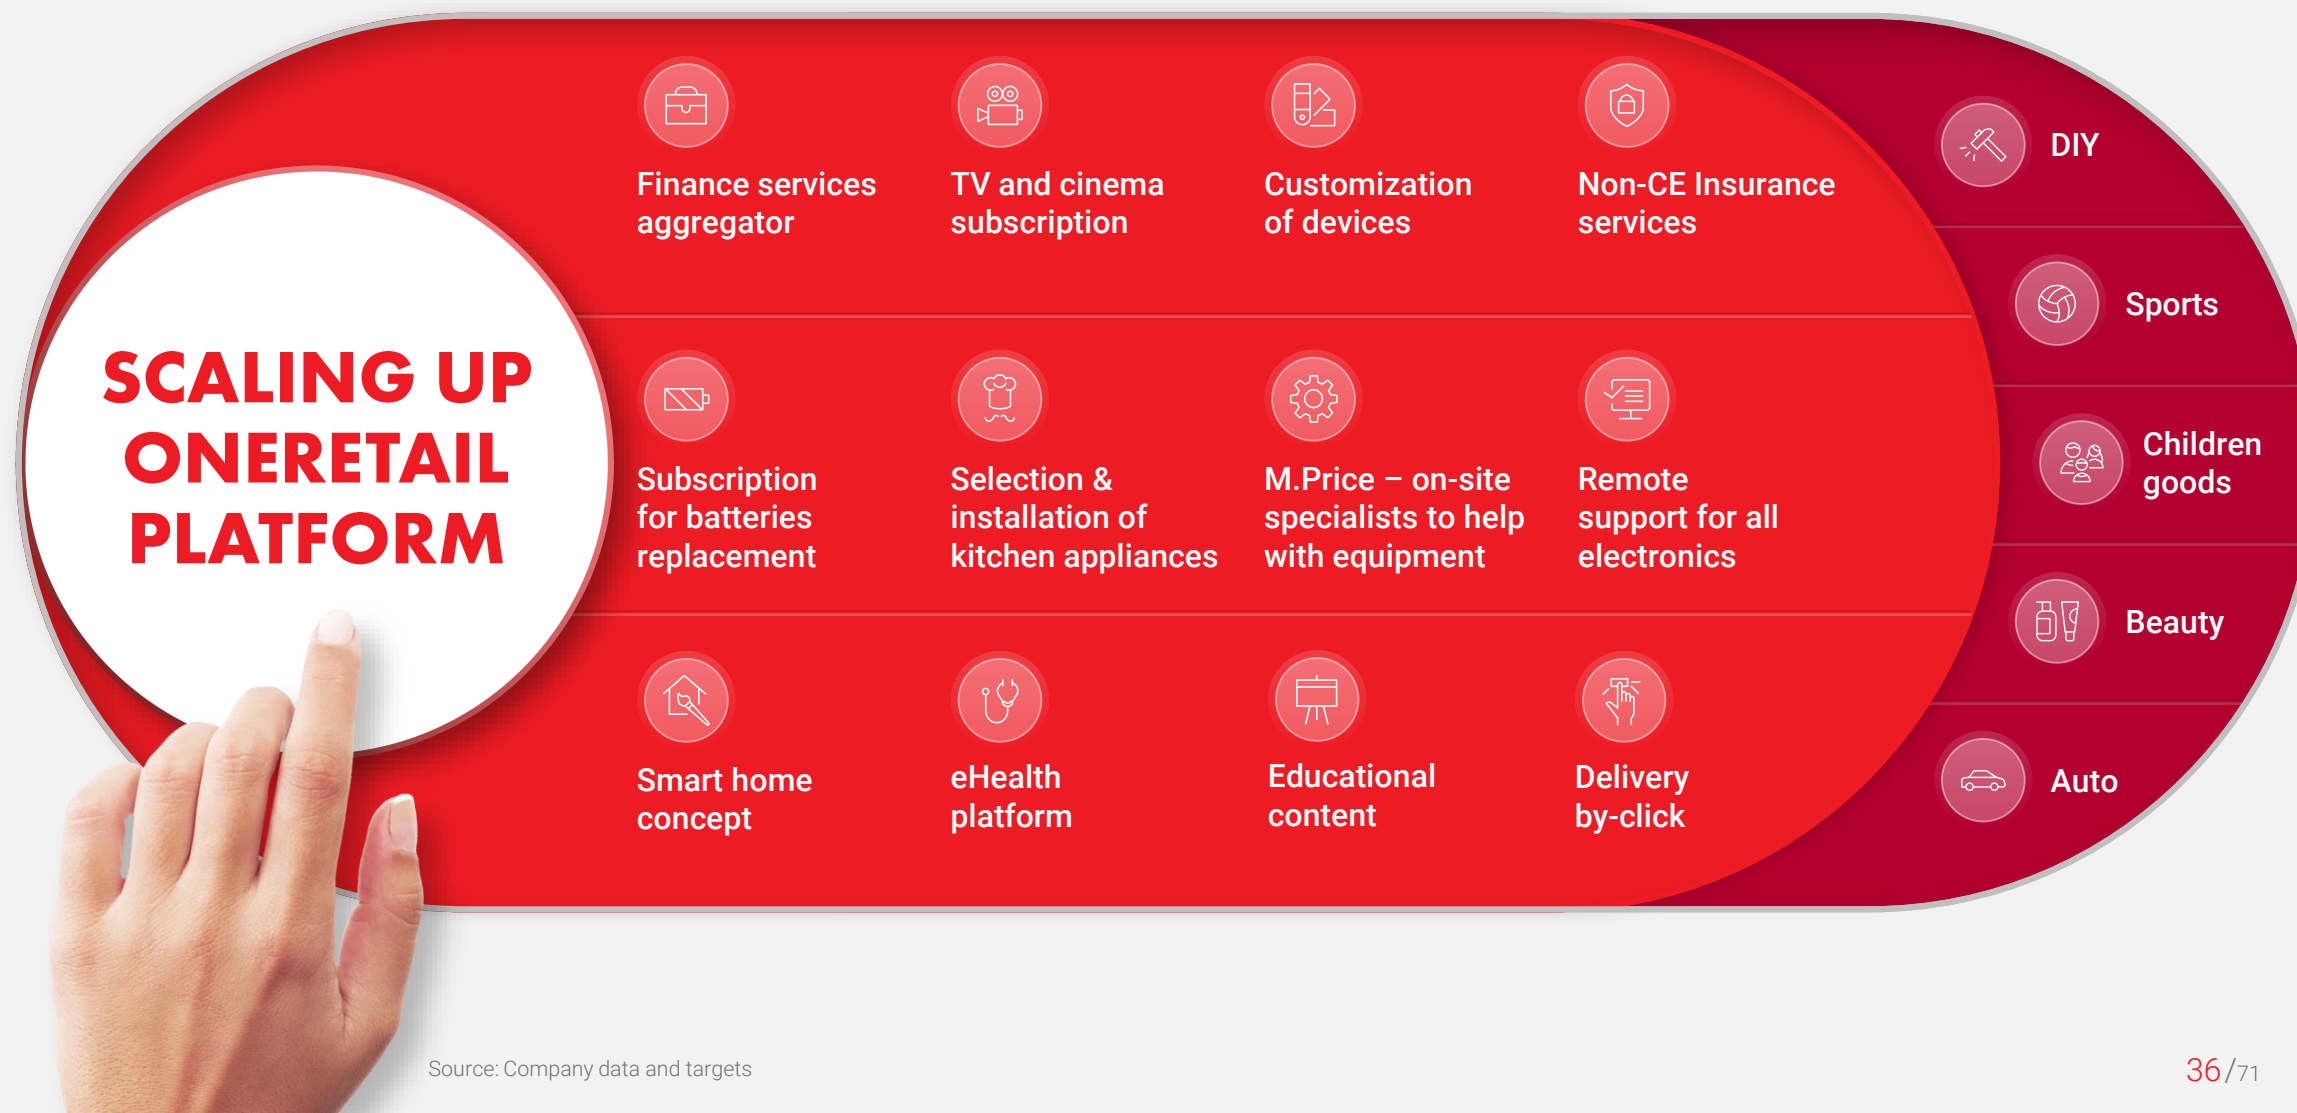 SCALING UP
ONERETAIL
PLATFORM
Finance services
aggregator
TV and cinema
subscription
Customization
of devices
Non-CE Insurance
services
Subscription
for batteries
replacement
Selection &
installation of
kitchen appliances
M.Price – on-site
specialists to help
with equipment
Remote
support for all
electronics
Smart home
concept
eHealth
platform
Educational
content
Delivery
by-click
DIY
Sports
Children
goods
Beauty
Auto
Source: Company data and targets
36/71